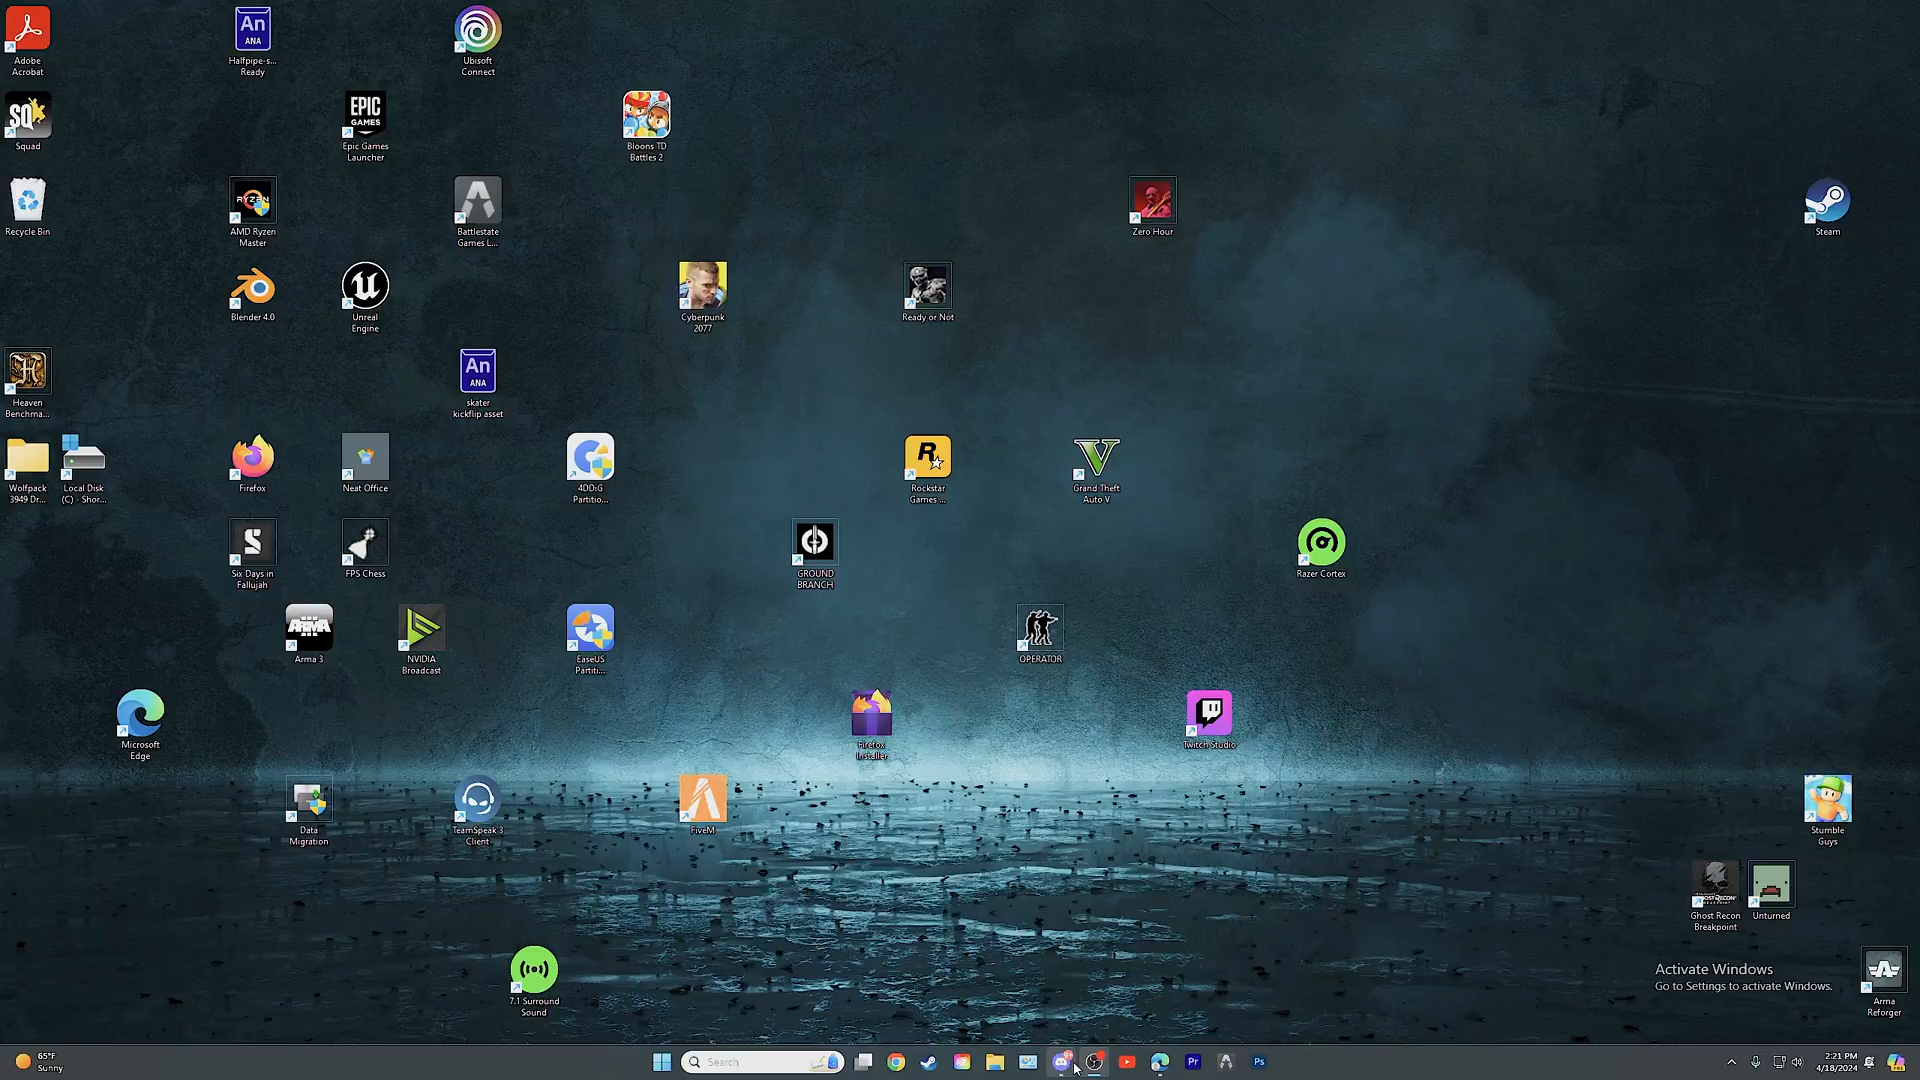 An
ANA
Adobe
Acrobat
Halfpipe-s...
Ready
Ubisoft
Connect
SQ
EPIC
GAMES
Squad
Epic Games
Launcher
Bloons TD
Battles 2
RYZEN
Recycle Bin
AMD Ryzen
Master
Battlestate
Games L...
Zero Hour
Steam
Blender 4.0
Unreal
Engine
Cyberpunk
2077
Ready or Not
An
ANA
Heaven
Benchma...
skater
kickflip asset
R
V
Wolfpack
3949 Dr...
Local Disk
(C) - Shor...
Firefox
Neat Office
4DDiG
Partitio...
Rockstar
Games ...
Grand Theft
Auto V
S
Six Days in
Fallujah
FPS Chess
GROUND
BRANCH
Razer Cortex
ARMA
Arma 3
NVIDIA
Broadcast
EaseUS
Partiti...
OPERATOR
Microsoft
Edge
Firefox
Installer
Twitch Studio
Data
Migration
TeamSpeak 3
Client
FiveM
Stumble
Guys
Ghost Recon
Breakpoint
Unturned
7.1 Surround
Sound
Activate Windows
Go to Settings to activate Windows.
Arma
Reforger
65°F
Sunny
Search
Pr
Ps
2:21 PM
4/18/2024